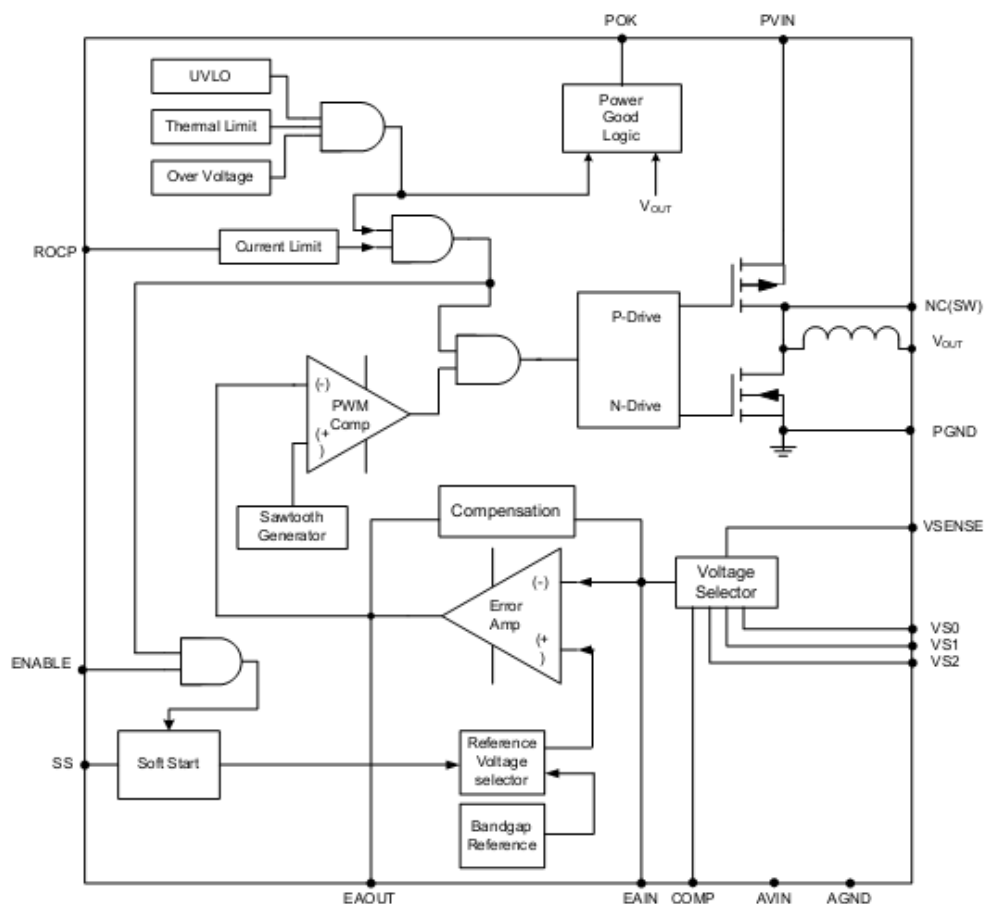 POK
PVIN
UVLO
Thermal Limit
Over Voltage
Power
Good
Logic
VOUT
ROCP
Current Limit
P-Drive
N-Drive
NC(SW)
VOUT
PGND
(-)
PWM
Comp
(+
)
Sawtooth
Generator
Compensation
VSENSE
Voltage
Selector
(-)
Error
Amp
(+
)
VS0
VS1
VS2
ENABLE
SS
Soft Start
Reference
Voltage
selector
Bandgap
Reference
EAOUT
EAIN
COMP
AVIN
AGND